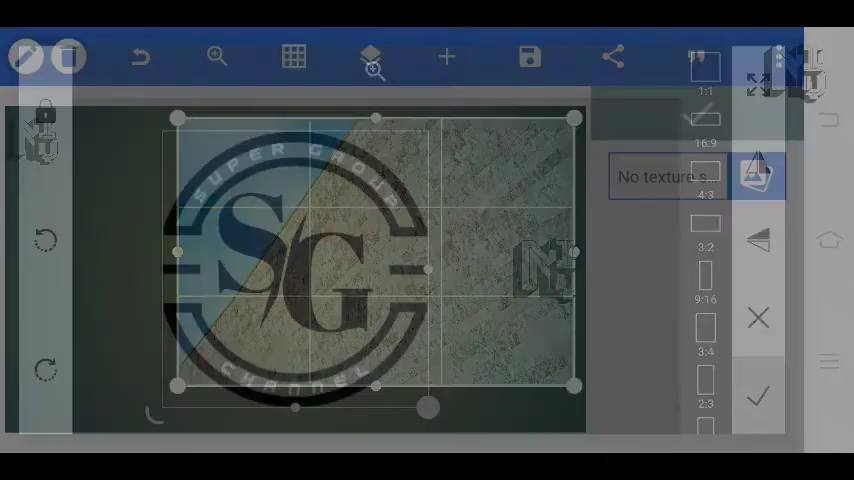 1:1
16:9
No texture s...
4:3
3:2
9:16
3:4
2:3
SUPER GROUP
SG
CHANNEL